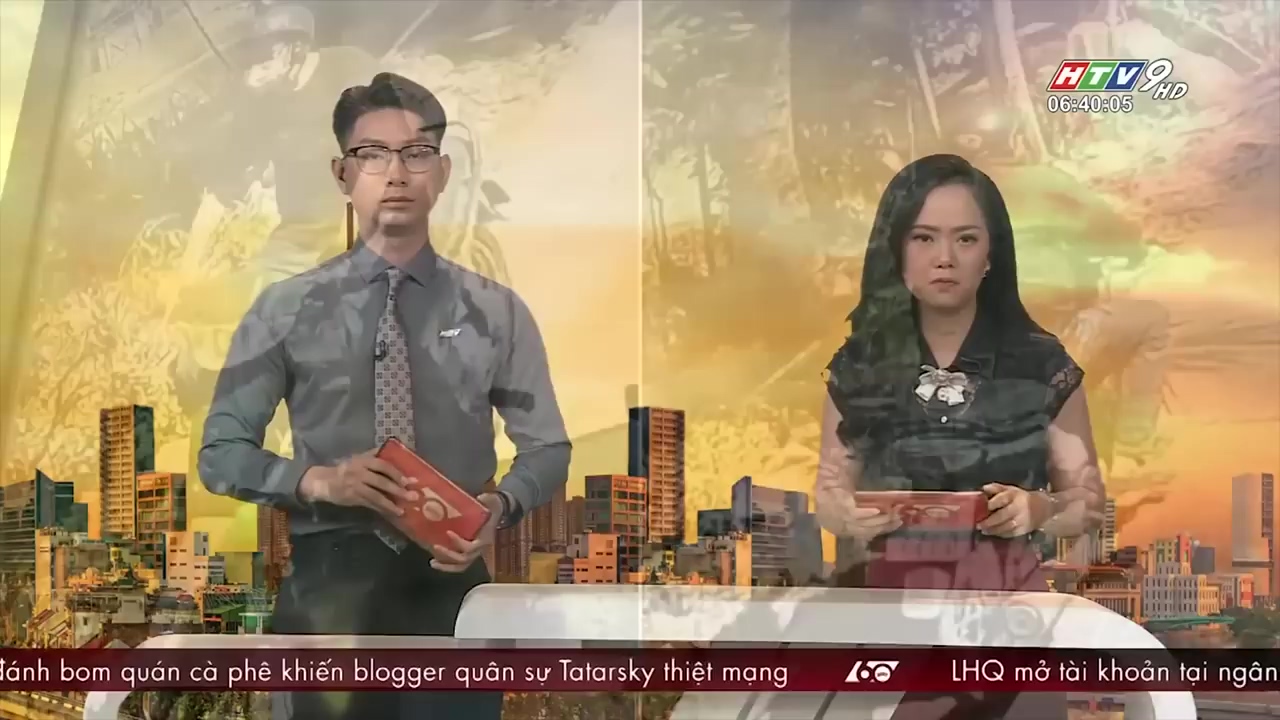 HTV9 HD
06:40:05
đánh bom quán cà phê khiến blogger quân sự Tatarsky thiệt mạng 60 LHQ mở tài khoản tại ngân